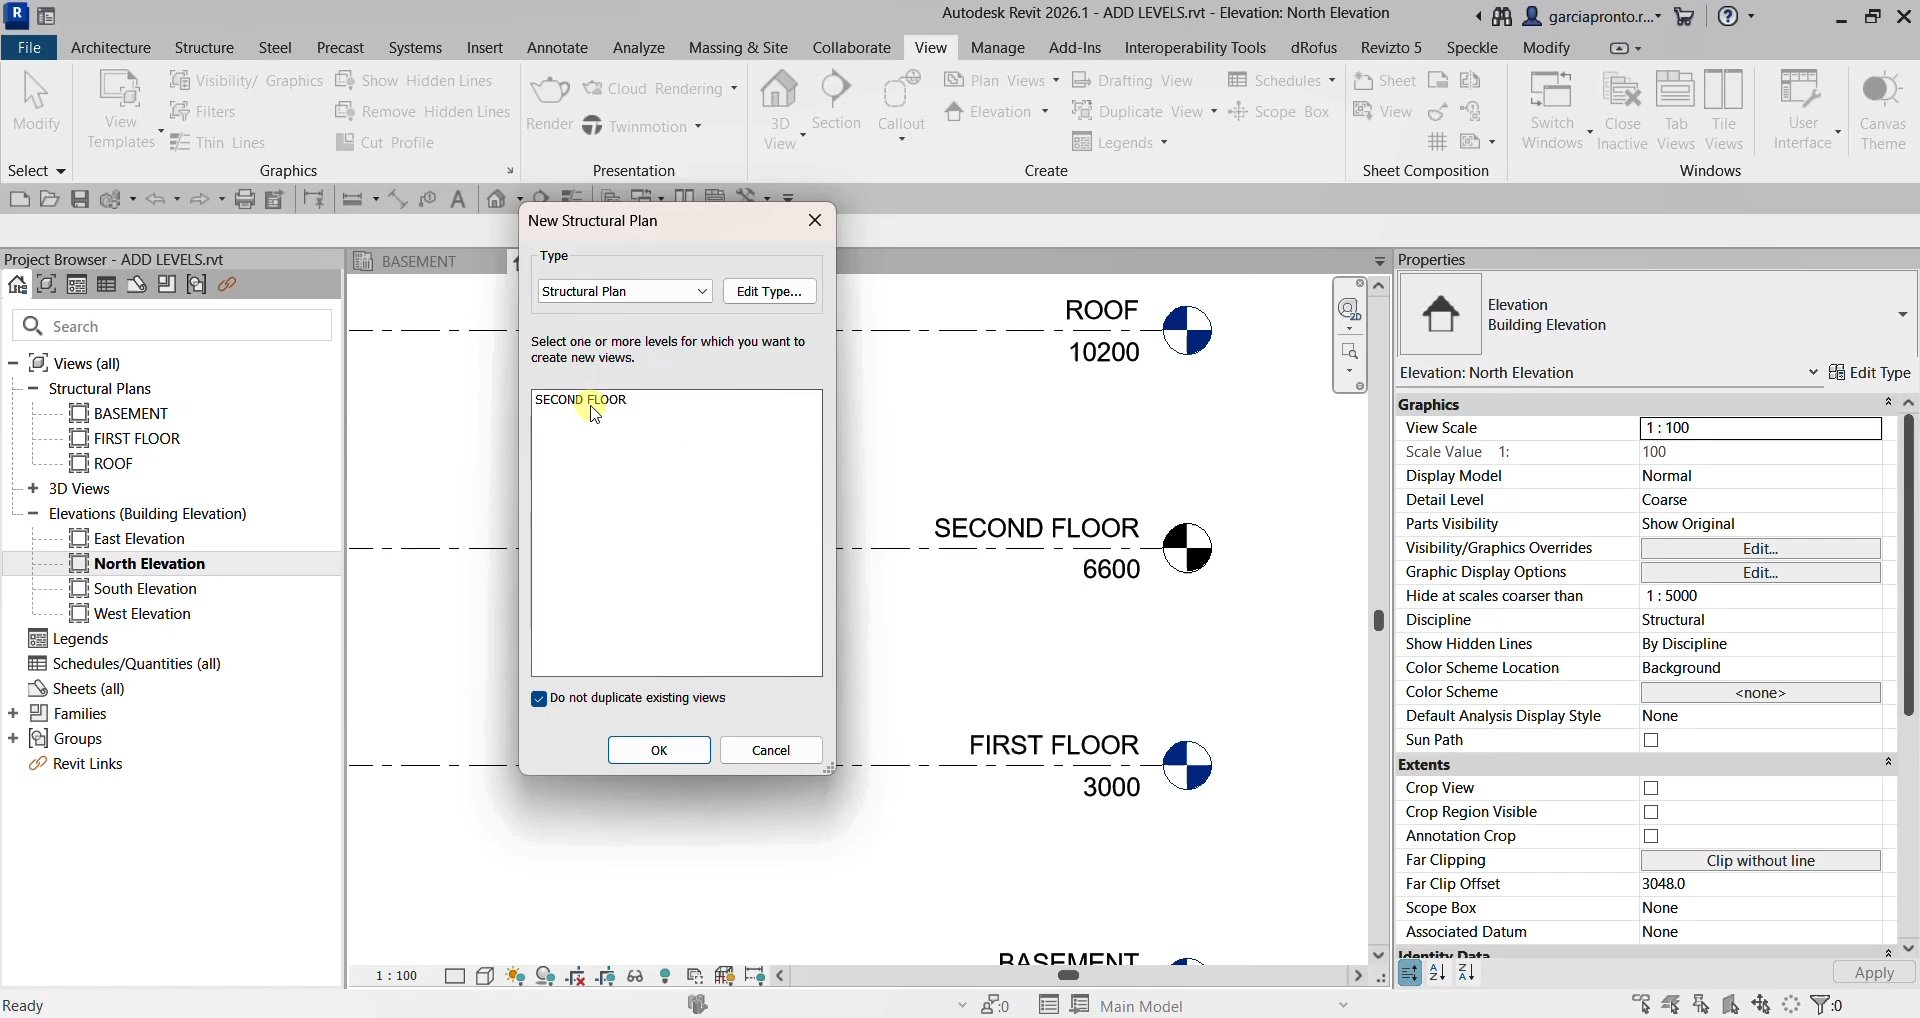 Autodesk Revit 2026.1 - ADD LEVELS.rvt - Elevation: North Elevation
garciapronto.r...
File Architecture Structure Steel Precast Systems Insert Annotate Analyze Massing & Site Collaborate View Manage Add-Ins Interoperability Tools dRofus Revizto 5 Speckle Modify
Modify
View Templates
Visibility/ Graphics
Filters
Thin Lines
Show Hidden Lines
Remove Hidden Lines
Cut Profile
Render
Cloud Rendering
Twinmotion
3D View
Section
Callout
Plan Views
Elevation
Drafting View
Duplicate View
Legends
Schedules
Scope Box
Sheet
View
Switch Windows
Close Inactive
Tab Views
Tile Views
User Interface
Canvas Theme
Select
Graphics
Presentation
Create
Sheet Composition
Windows
Project Browser - ADD LEVELS.rvt
Search
Views (all)
Structural Plans
BASEMENT
FIRST FLOOR
ROOF
3D Views
Elevations (Building Elevation)
East Elevation
North Elevation
South Elevation
West Elevation
Legends
Schedules/Quantities (all)
Sheets (all)
Families
Groups
Revit Links
BASEMENT
New Structural Plan
Type
Structural Plan
Edit Type...
Select one or more levels for which you want to
create new views.
SECOND FLOOR
Do not duplicate existing views
OK Cancel
ROOF
10200
SECOND FLOOR
6600
FIRST FLOOR
3000
BASEMENT
2D
Properties
Elevation
Building Elevation
Elevation: North Elevation
Edit Type
Graphics
View Scale 1 : 100
Scale Value 1: 100
Display Model Normal
Detail Level Coarse
Parts Visibility Show Original
Visibility/Graphics Overrides Edit...
Graphic Display Options Edit...
Hide at scales coarser than 1 : 5000
Discipline Structural
Show Hidden Lines By Discipline
Color Scheme Location Background
Color Scheme <none>
Default Analysis Display Style None
Sun Path
Extents
Crop View
Crop Region Visible
Annotation Crop
Far Clipping Clip without line
Far Clip Offset 3048.0
Scope Box None
Associated Datum None
Identity Data
Apply
1 : 100
Ready
:0
Main Model
:0